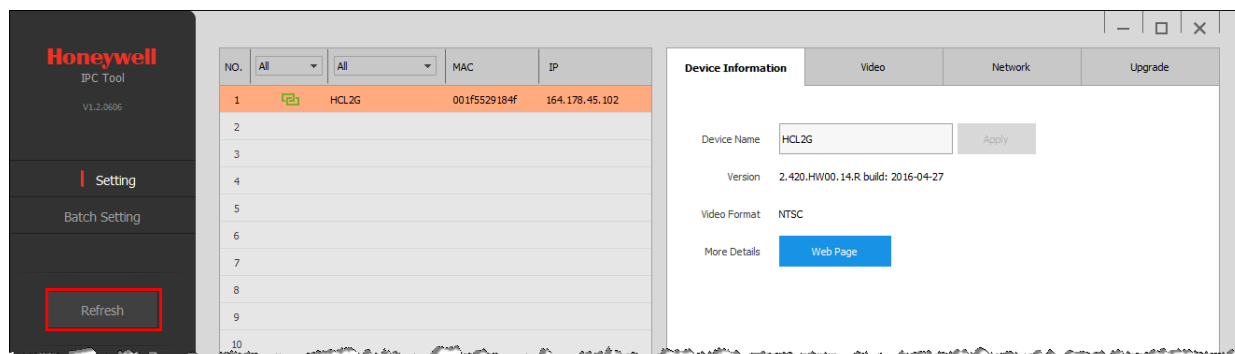 Honeywell
IPC Tool
V1.2.0606
Setting
Batch Setting
Refresh
NO. All All MAC IP
1 HCL2G 001f5529184f 164.178.45.102
2
3
4
5
6
7
8
9
10
Device Information Video Network Upgrade
Device Name HCL2G Apply
Version 2.420.HW00.14.R build: 2016-04-27
Video Format NTSC
More Details Web Page